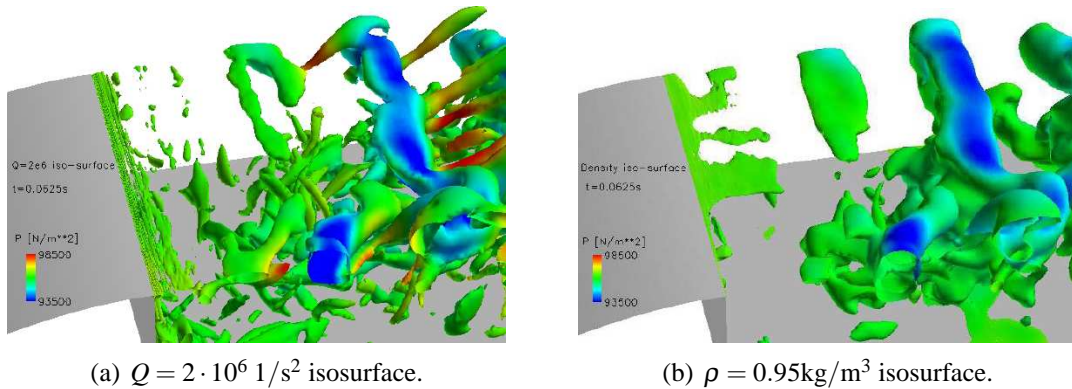 Q=2e6 iso-surface
t=0.0625s
P [N/m**2]
98500
93500
Density iso-surface
t=0.0625s
P [N/m**2]
98500
93500
(a) Q = 2 · 10⁶ 1/s² isosurface.
(b) ρ = 0.95kg/m³ isosurface.